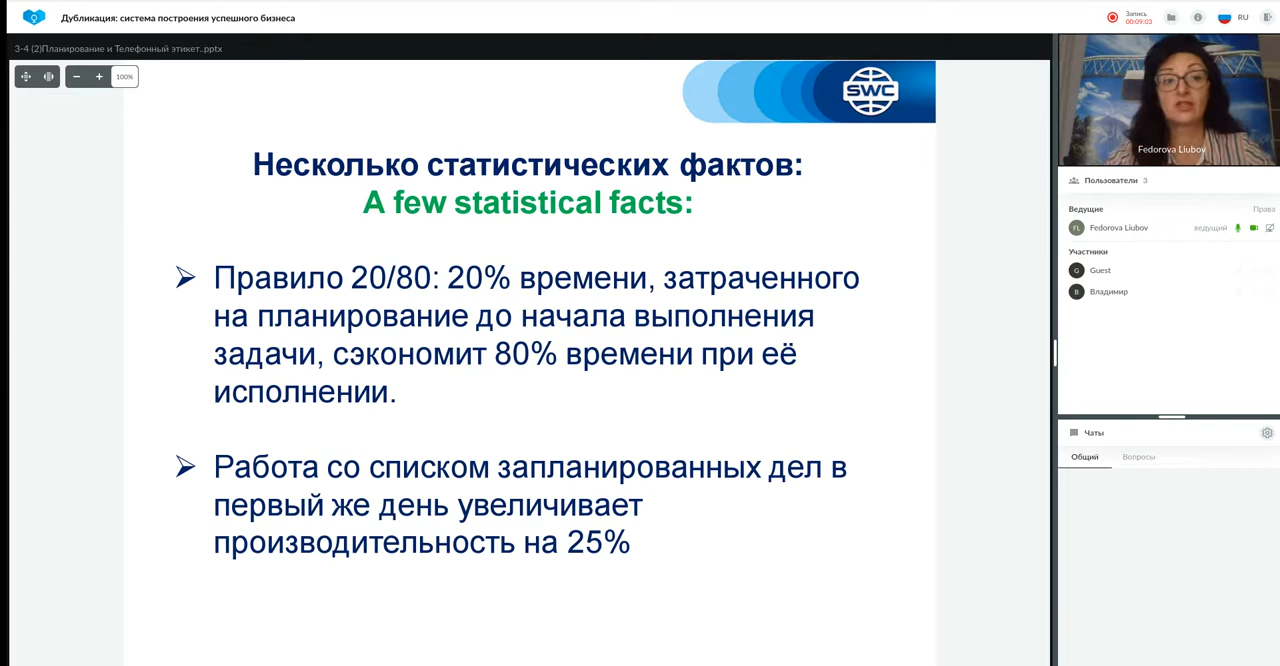 Дубликация: система построения успешного бизнеса
Запись
00:09:03
RU
3-4 (2)Планирование и Телефонный этикет..pptx
100%
SWC
Несколько статистических фактов:
A few statistical facts:
Правило 20/80: 20% времени, затраченного
на планирование до начала выполнения
задачи, сэкономит 80% времени при её
исполнении.
Работа со списком запланированных дел в
первый же день увеличивает
производительность на 25%
Fedorova Liubov
Пользователи 3
Ведущие Права
FL Fedorova Liubov ведущий
Участники
G Guest
В Владимир
Чаты
Общий Вопросы